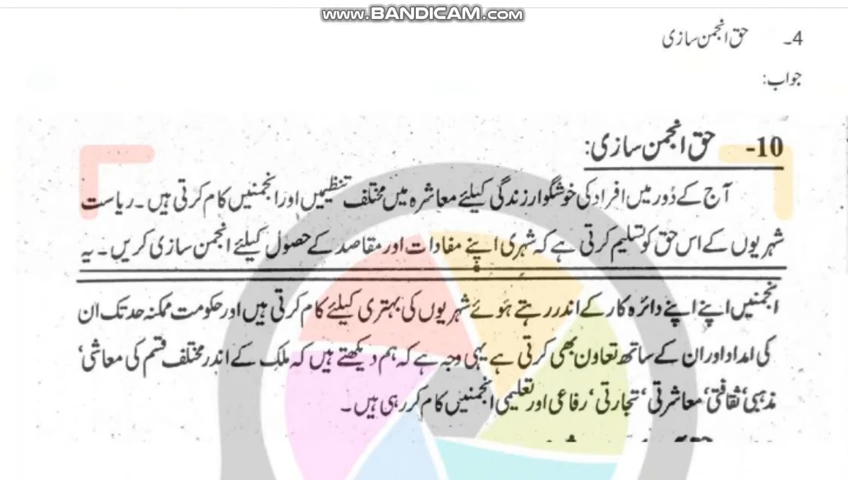 www.BANDICAM.com
4۔ حق انجمن سازی
جواب:
10- حق انجمن سازی:
آج کے دَور میں افراد کی خوشگوار زندگی کیلئے معاشرہ میں مختلف تنظیمیں اور انجمنیں کام کرتی ہیں۔ ریاست
شہریوں کے اس حق کو تسلیم کرتی ہے کہ شہری اپنے مفادات اور مقاصد کے حصول کیلئے انجمن سازی کریں۔ یہ
انجمنیں اپنے اپنے دائرہ کار کے اندر رہتے ہوئے شہریوں کی بہتری کیلئے کام کرتی ہیں اور حکومت ممکنہ حد تک ان
کی امداد اور ان کے ساتھ تعاون بھی کرتی ہے یہی وجہ ہے کہ ہم دیکھتے ہیں کہ ملک کے اندر مختلف قسم کی معاشی‘
مذہبی‘ ثقافتی‘ معاشرتی‘ تجارتی‘ رفاعی اور تعلیمی انجمنیں کام کر رہی ہیں۔